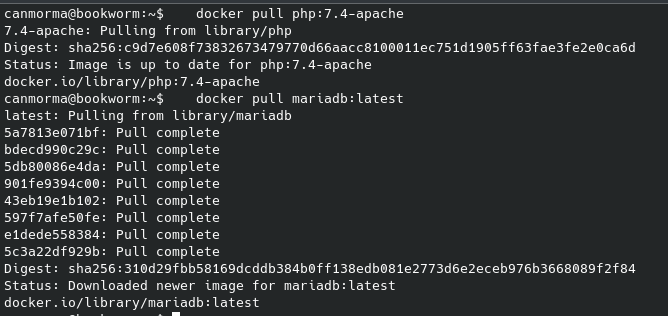 canmorma@bookworm:~$    docker pull php:7.4-apache
7.4-apache: Pulling from library/php
Digest: sha256:c9d7e608f73832673479770d66aacc8100011ec751d1905ff63fae3fe2e0ca6d
Status: Image is up to date for php:7.4-apache
docker.io/library/php:7.4-apache
canmorma@bookworm:~$    docker pull mariadb:latest
latest: Pulling from library/mariadb
5a7813e071bf: Pull complete
bdecd990c29c: Pull complete
5db80086e4da: Pull complete
901fe9394c00: Pull complete
43eb19e1b102: Pull complete
597f7afe50fe: Pull complete
e1dede558384: Pull complete
5c3a22df929b: Pull complete
Digest: sha256:310d29fbb58169dcddb384b0ff138edb081e2773d6e2eceb976b3668089f2f84
Status: Downloaded newer image for mariadb:latest
docker.io/library/mariadb:latest